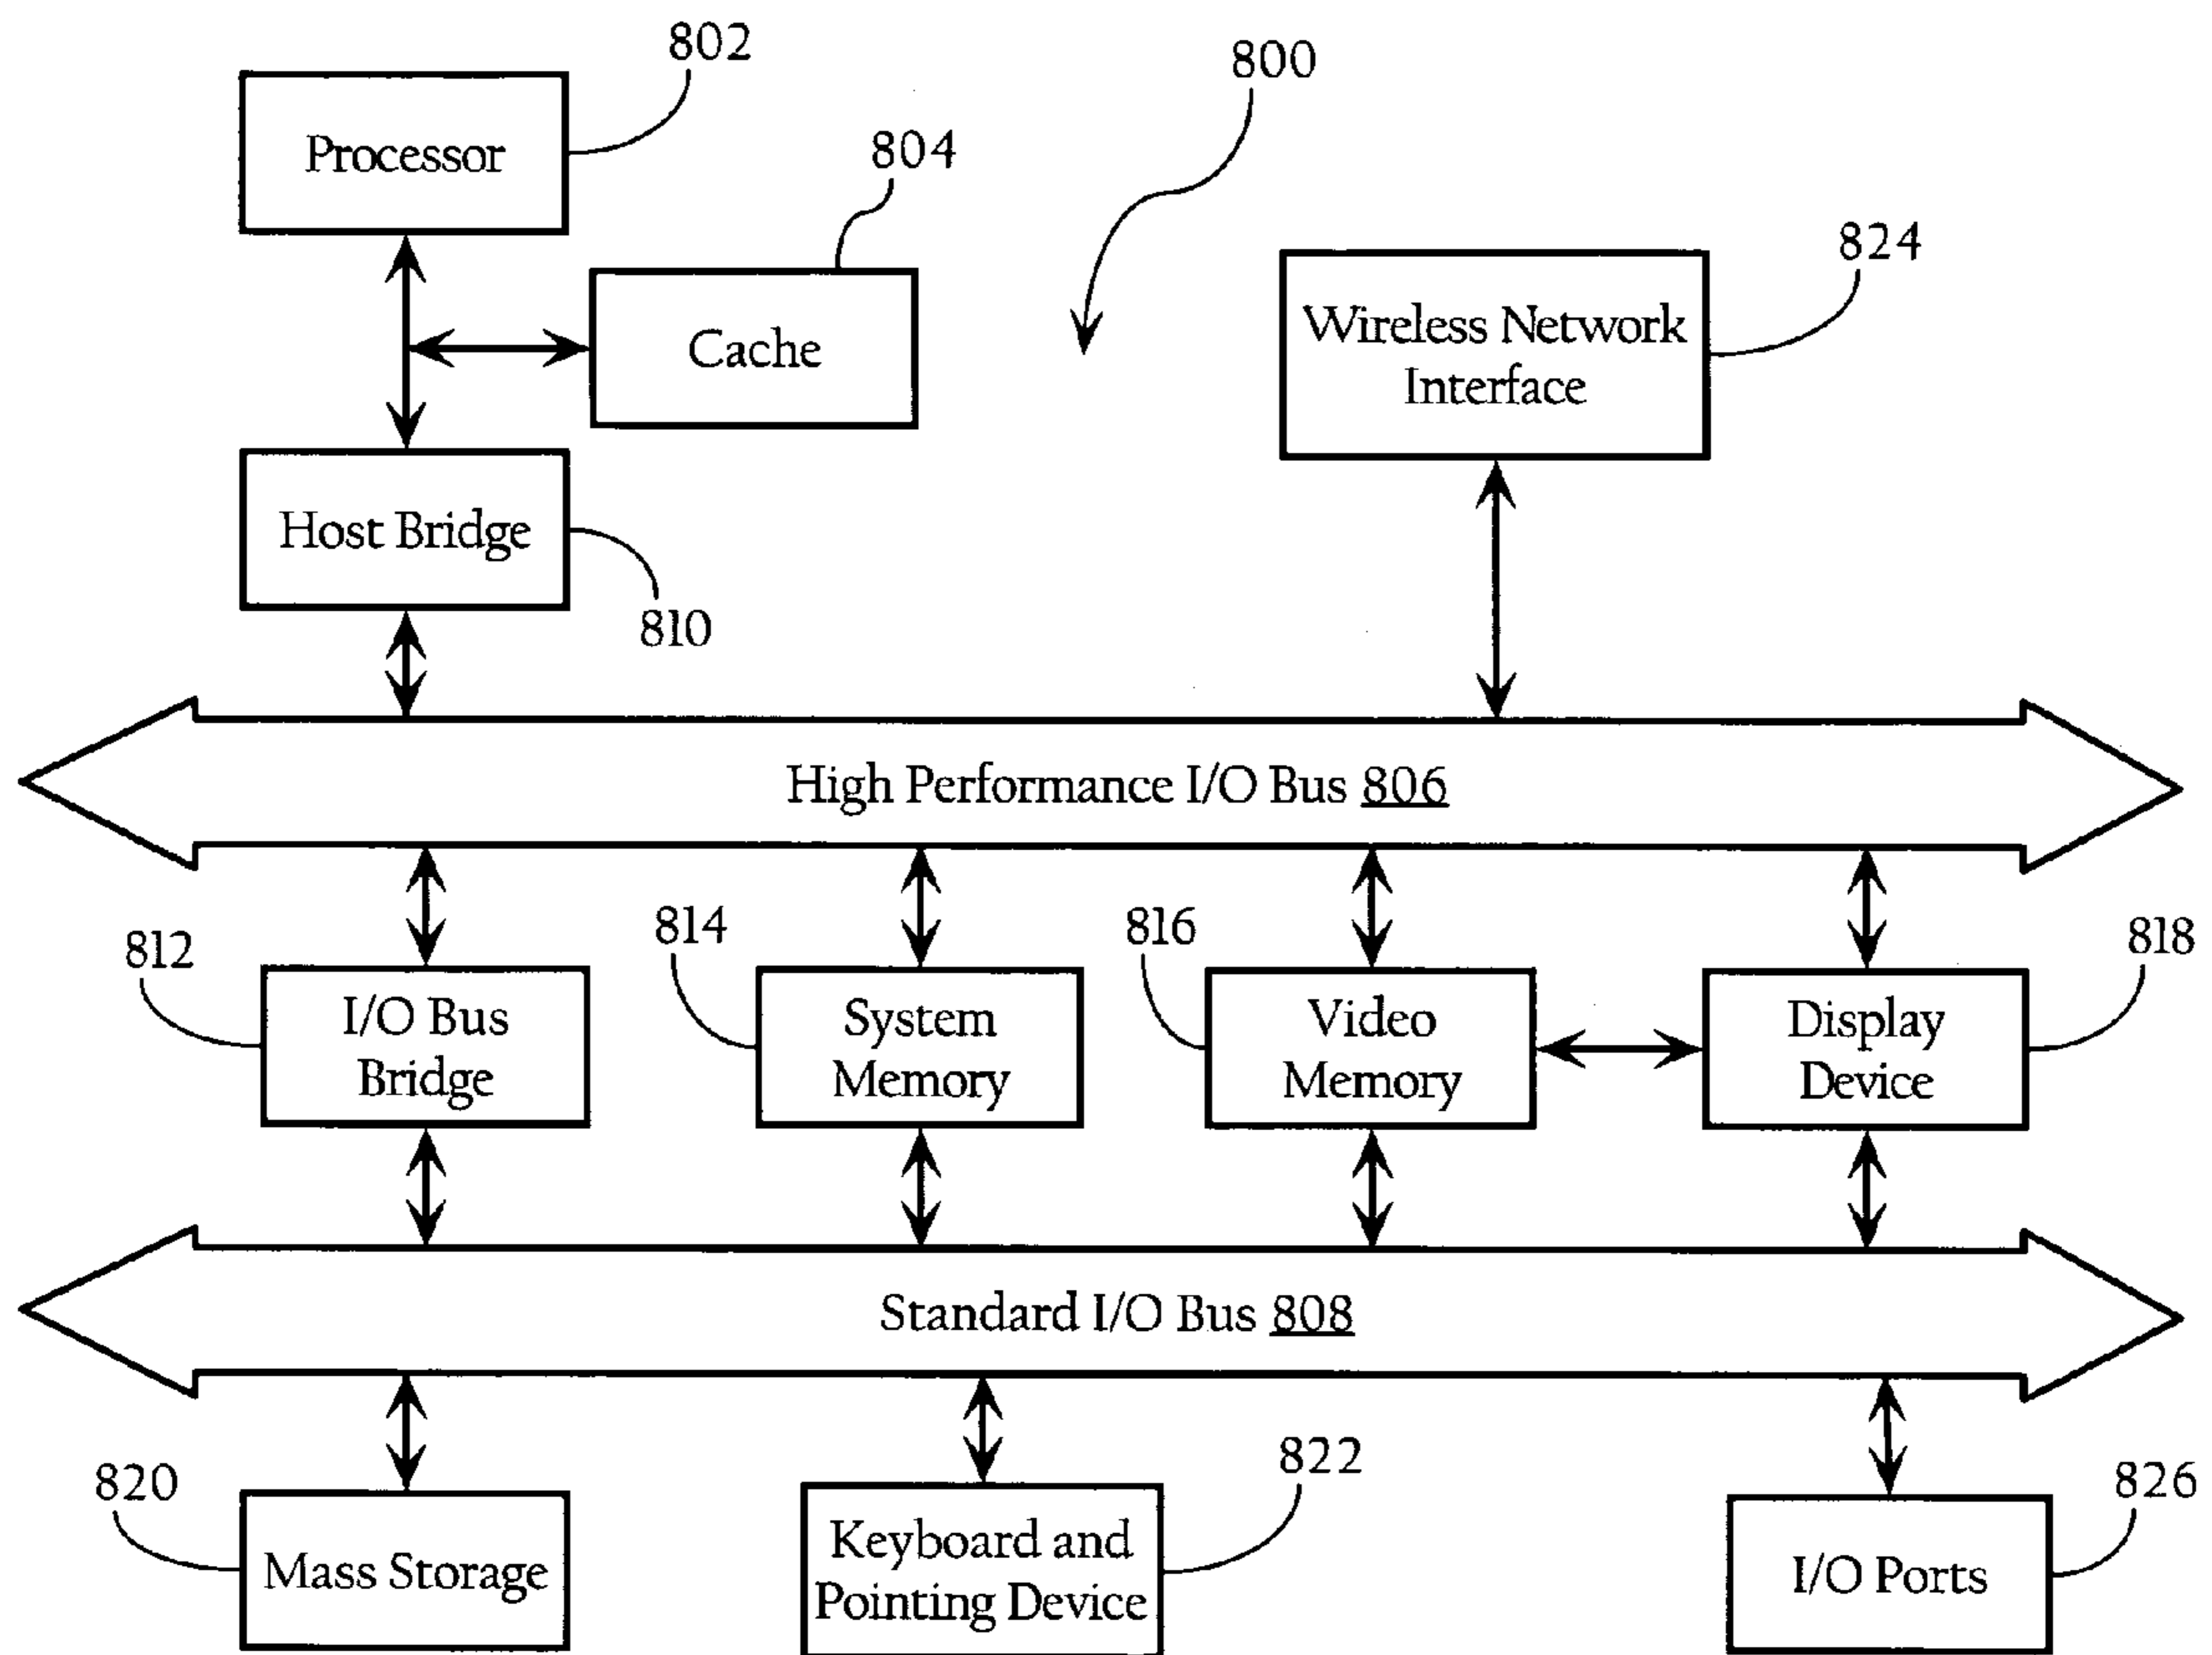 802
800
Processor
804
824
Cache
Wireless Network
Interface
Host Bridge
810
High Performance I/O Bus 806
812
814
816
818
I/O Bus
Bridge
System
Memory
Video
Memory
Display
Device
Standard I/O Bus 808
820
822
826
Mass Storage
Keyboard and
Pointing Device
I/O Ports